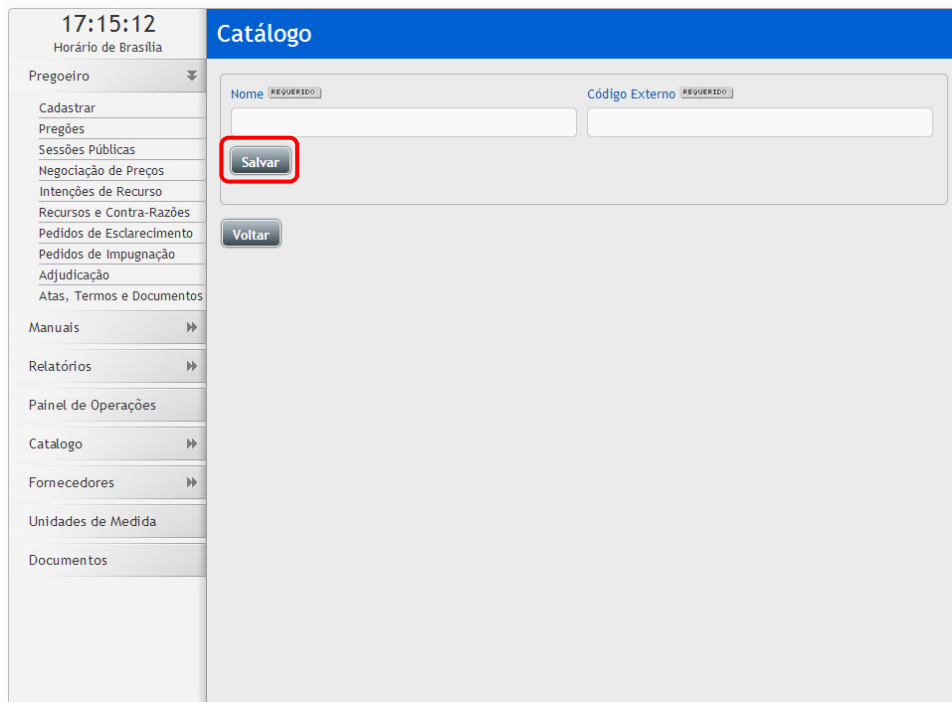 17:15:12
Horário de Brasília
Pregoeiro
Cadastrar
Pregões
Sessões Públicas
Negociação de Preços
Intenções de Recurso
Recursos e Contra-Razões
Pedidos de Esclarecimento
Pedidos de Impugnação
Adjudicação
Atas, Termos e Documentos
Manuais
Relatórios
Painel de Operações
Catalogo
Fornecedores
Unidades de Medida
Documentos
Catálogo
Nome REQUERIDO
Código Externo REQUERIDO
Salvar
Voltar